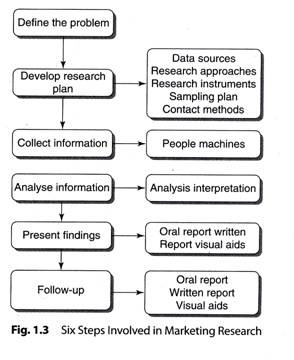 Define the problem
Develop research
plan
Data sources
Research approaches
Research instruments
Sampling plan
Contact methods
Collect information
People machines
Analyse information
Analysis interpretation
Present findings
Oral report written
Report visual aids
Follow-up
Oral report
Written report
Visual aids
Fig. 1.3 Six Steps Involved in Marketing Research